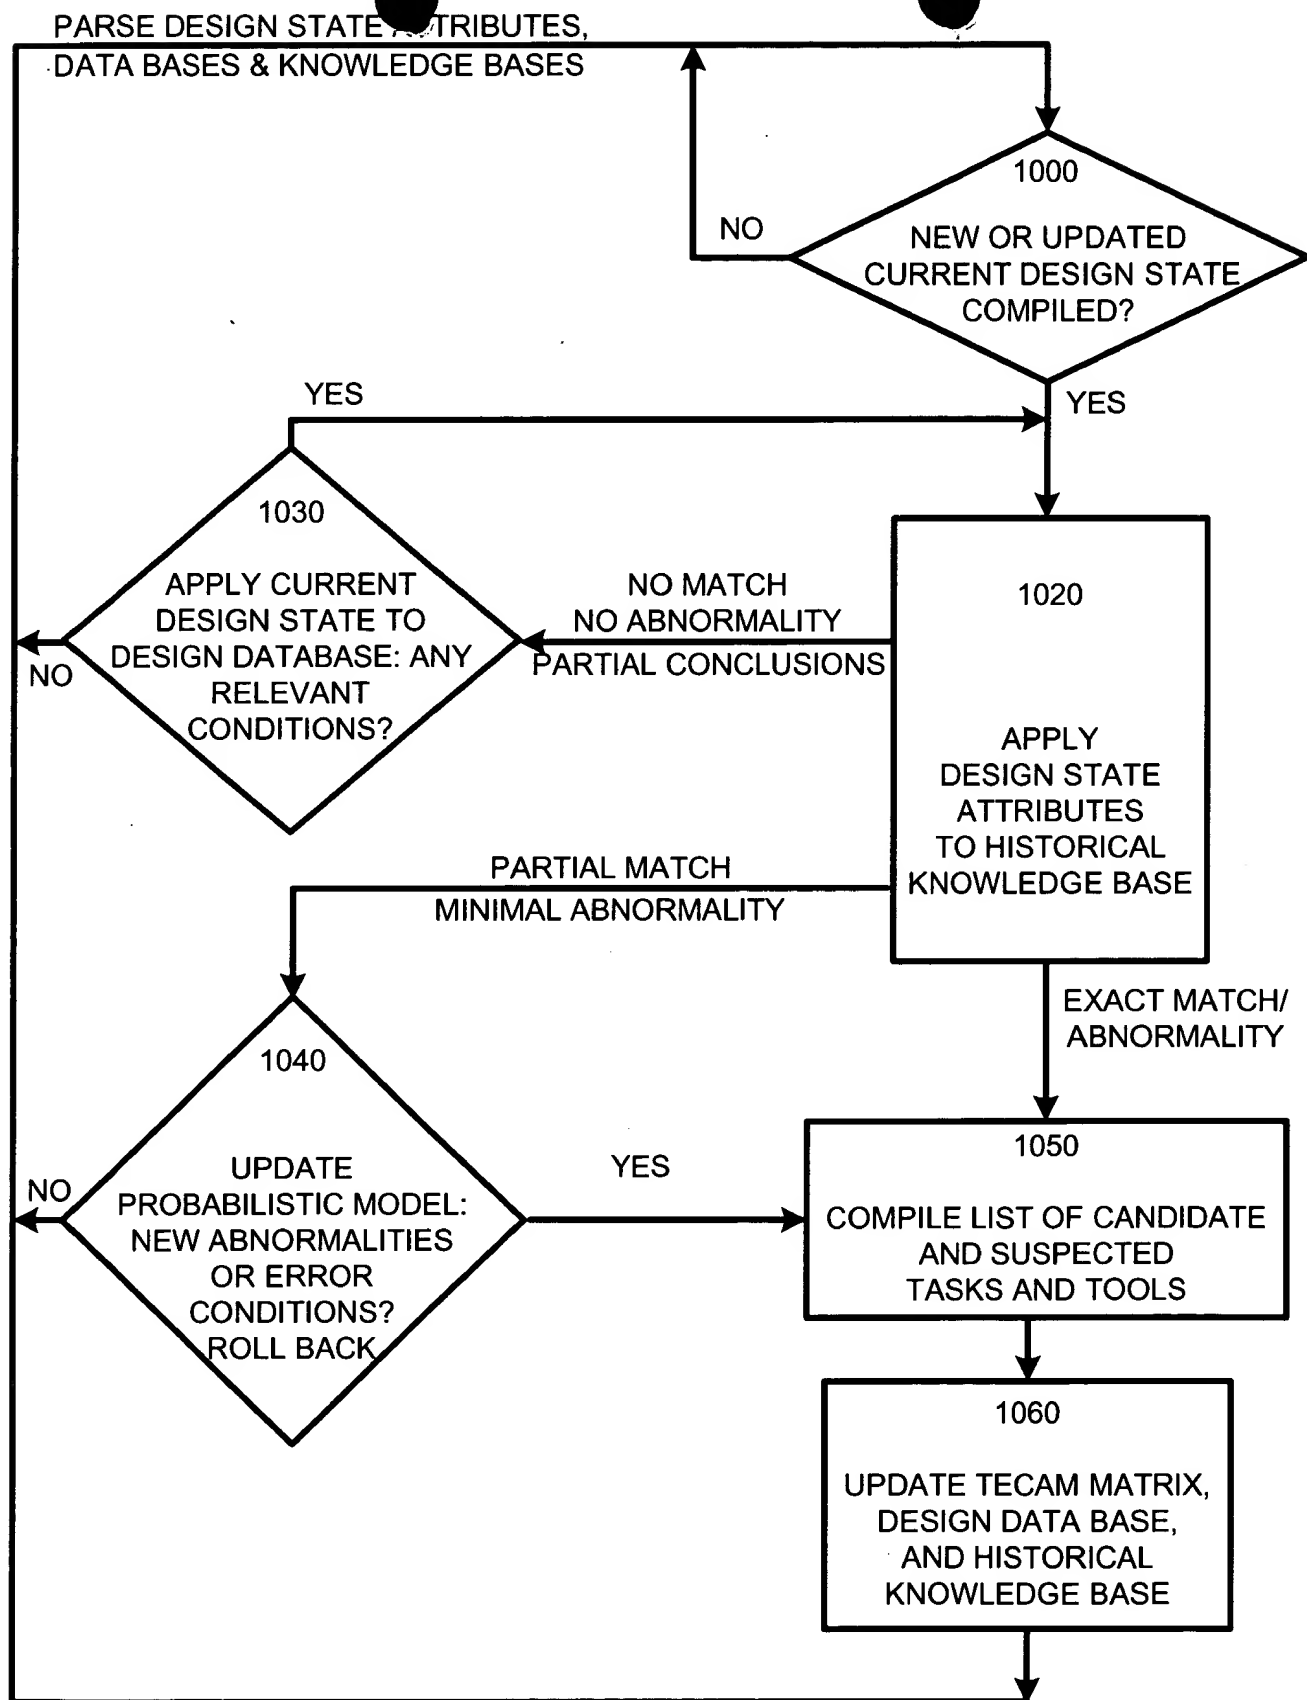 PARSE DESIGN STATE ATTRIBUTES,
DATA BASES & KNOWLEDGE BASES
1000
NO
NEW OR UPDATED
CURRENT DESIGN STATE
COMPILED?
YES
YES
1030
APPLY CURRENT
DESIGN STATE TO
DESIGN DATABASE: ANY
RELEVANT
CONDITIONS?
NO
NO MATCH
NO ABNORMALITY
PARTIAL CONCLUSIONS
1020
APPLY
DESIGN STATE
ATTRIBUTES
TO HISTORICAL
KNOWLEDGE BASE
PARTIAL MATCH
MINIMAL ABNORMALITY
EXACT MATCH/
ABNORMALITY
1040
UPDATE
PROBABILISTIC MODEL:
NEW ABNORMALITIES
OR ERROR
CONDITIONS?
ROLL BACK
NO
YES
1050
COMPILE LIST OF CANDIDATE
AND SUSPECTED
TASKS AND TOOLS
1060
UPDATE TECAM MATRIX,
DESIGN DATA BASE,
AND HISTORICAL
KNOWLEDGE BASE